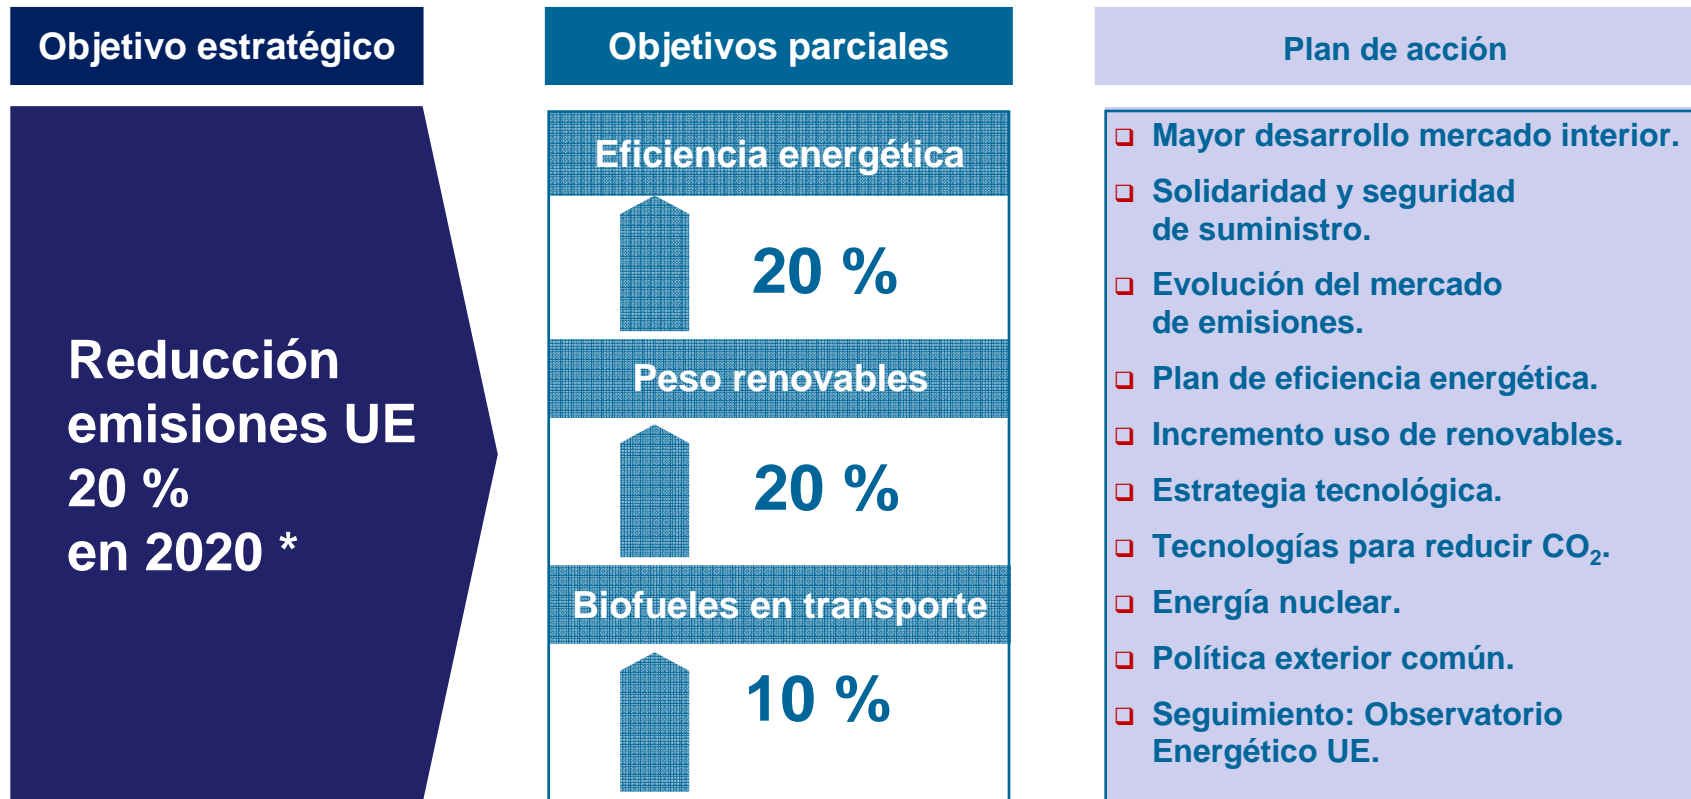 Objetivo estratégico
Reducción
emisiones UE
20 %
en 2020 *
Objetivos parciales
Eficiencia energética
20 %
Peso renovables
20 %
Biofueles en transporte
10 %
Plan de acción
Mayor desarrollo mercado interior.
Solidaridad y seguridad
de suministro.
Evolución del mercado
de emisiones.
Plan de eficiencia energética.
Incremento uso de renovables.
Estrategia tecnológica.
Tecnologías para reducir CO₂.
Energía nuclear.
Política exterior común.
Seguimiento: Observatorio
Energético UE.